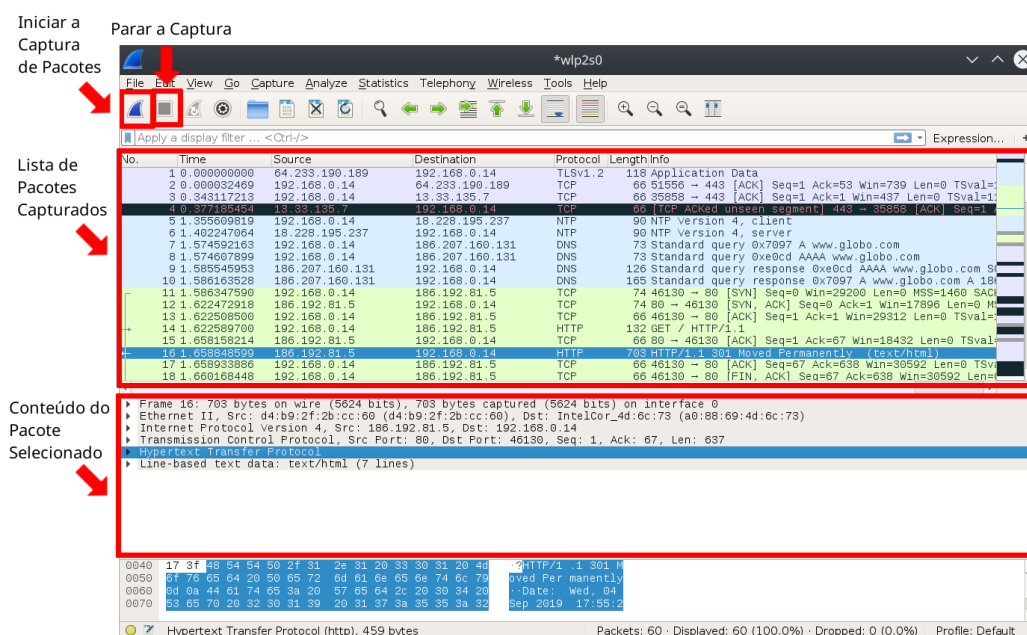 Iniciar a
Captura
de Pacotes
Parar a Captura
*wlp2s0
File Edit View Go Capture Analyze Statistics Telephony Wireless Tools Help
Apply a display filter ... <Ctrl-/> Expression... +
Lista de
Pacotes
Capturados
No. Time Source Destination Protocol Length Info
1 0.000000000 64.233.190.189 192.168.0.14 TLSv1.2 118 Application Data
2 0.000032469 192.168.0.14 64.233.190.189 TCP 66 51556 → 443 [ACK] Seq=1 Ack=53 Win=739 Len=0 TSval=
3 0.343117213 192.168.0.14 13.33.135.7 TCP 66 35858 → 443 [ACK] Seq=1 Ack=1 Win=437 Len=0 TSval=
4 0.377185454 13.33.135.7 192.168.0.14 TCP 66 [TCP ACKed unseen segment] 443 → 35858 [ACK] Seq=1
5 1.355609819 192.168.0.14 18.228.195.237 NTP 90 NTP Version 4, client
6 1.402247064 18.228.195.237 192.168.0.14 NTP 90 NTP Version 4, server
7 1.574592163 192.168.0.14 186.207.160.131 DNS 73 Standard query 0x7097 A www.globo.com
8 1.574607899 192.168.0.14 186.207.160.131 DNS 73 Standard query 0xe0cd AAAA www.globo.com
9 1.585545953 186.207.160.131 192.168.0.14 DNS 126 Standard query response 0xe0cd AAAA www.globo.com
10 1.586163528 186.207.160.131 192.168.0.14 DNS 165 Standard query response 0x7097 A www.globo.com A
11 1.586347590 192.168.0.14 186.192.81.5 TCP 74 46130 → 80 [SYN] Seq=0 Win=29200 Len=0 MSS=1460
12 1.622472918 186.192.81.5 192.168.0.14 TCP 74 80 → 46130 [SYN, ACK] Seq=0 Ack=1 Win=17896 Len=0
13 1.622508500 192.168.0.14 186.192.81.5 TCP 66 46130 → 80 [ACK] Seq=1 Ack=1 Win=29312 Len=0 TSval=
14 1.622589700 192.168.0.14 186.192.81.5 HTTP 132 GET / HTTP/1.1
15 1.658158214 186.192.81.5 192.168.0.14 TCP 66 80 → 46130 [ACK] Seq=1 Ack=67 Win=18432 Len=0
16 1.658848599 186.192.81.5 192.168.0.14 HTTP 703 HTTP/1.1 301 Moved Permanently (text/html)
17 1.658933886 192.168.0.14 186.192.81.5 TCP 66 46130 → 80 [ACK] Seq=67 Ack=638 Win=30592 Len=0
18 1.660168448 192.168.0.14 186.192.81.5 TCP 66 46130 → 80 [FIN, ACK] Seq=67 Ack=638 Win=30592
Conteúdo do
Pacote
Selecionado
Frame 16: 703 bytes on wire (5624 bits), 703 bytes captured (5624 bits) on interface 0
Ethernet II, Src: d4:b9:2f:2b:cc:60 (d4:b9:2f:2b:cc:60), Dst: IntelCor_4d:6c:73 (a0:88:69:4d:6c:73)
Internet Protocol Version 4, Src: 186.192.81.5, Dst: 192.168.0.14
Transmission Control Protocol, Src Port: 80, Dst Port: 46130, Seq: 1, Ack: 67, Len: 637
Hypertext Transfer Protocol
Line-based text data: text/html (7 lines)
0040 17 3f 48 54 54 50 2f 31 2e 31 20 33 30 31 20 4d ·?HTTP/1 .1 301 M
0050 6f 76 65 64 20 50 65 72 6d 61 6e 65 6e 74 6c 79 oved Per manently
0060 0d 0a 44 61 74 65 3a 20 57 65 64 2c 20 30 34 20 ··Date: Wed, 04
0070 53 65 70 20 32 30 31 39 20 31 37 3a 35 35 3a 32 Sep 2019 17:55:2
Hypertext Transfer Protocol (http), 459 bytes Packets: 60 · Displayed: 60 (100.0%) · Dropped: 0 (0.0%) Profile: Default